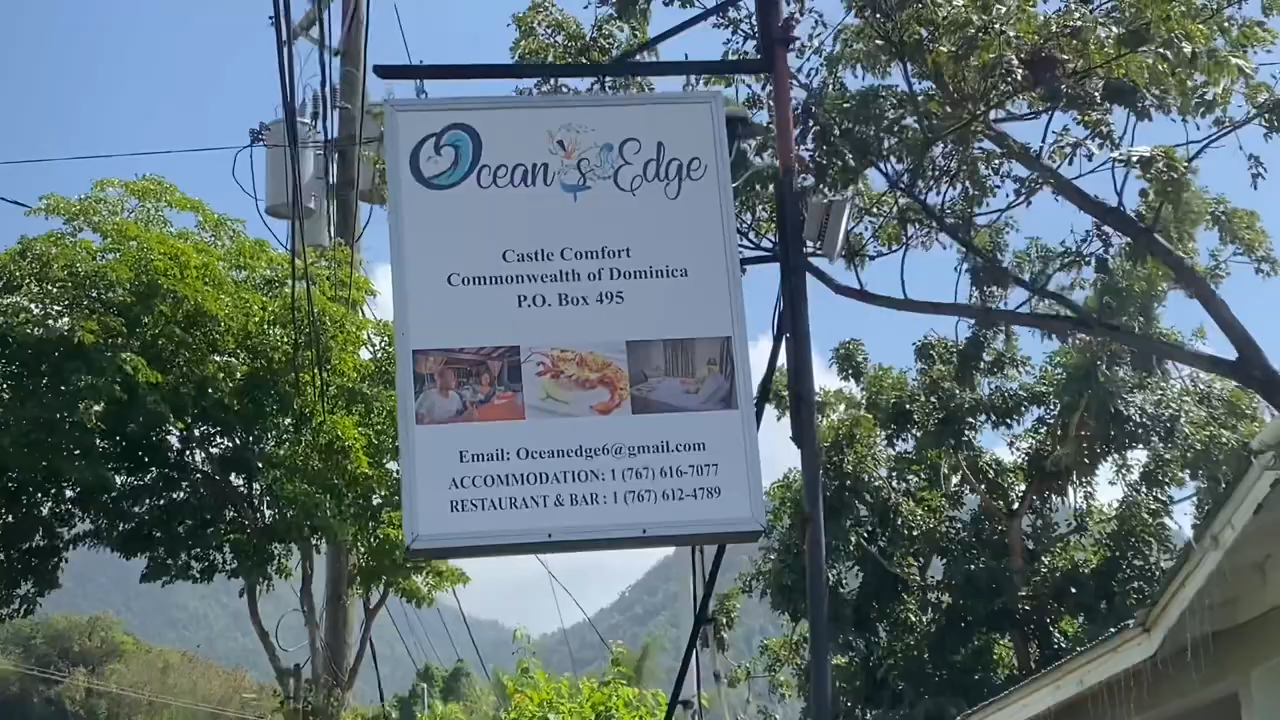 Ocean's Edge
Castle Comfort
Commonwealth of Dominica
P.O. Box 495
Email: Oceanedge6@gmail.com
ACCOMMODATION: 1 (767) 616-7077
RESTAURANT & BAR : 1 (767) 612-4789